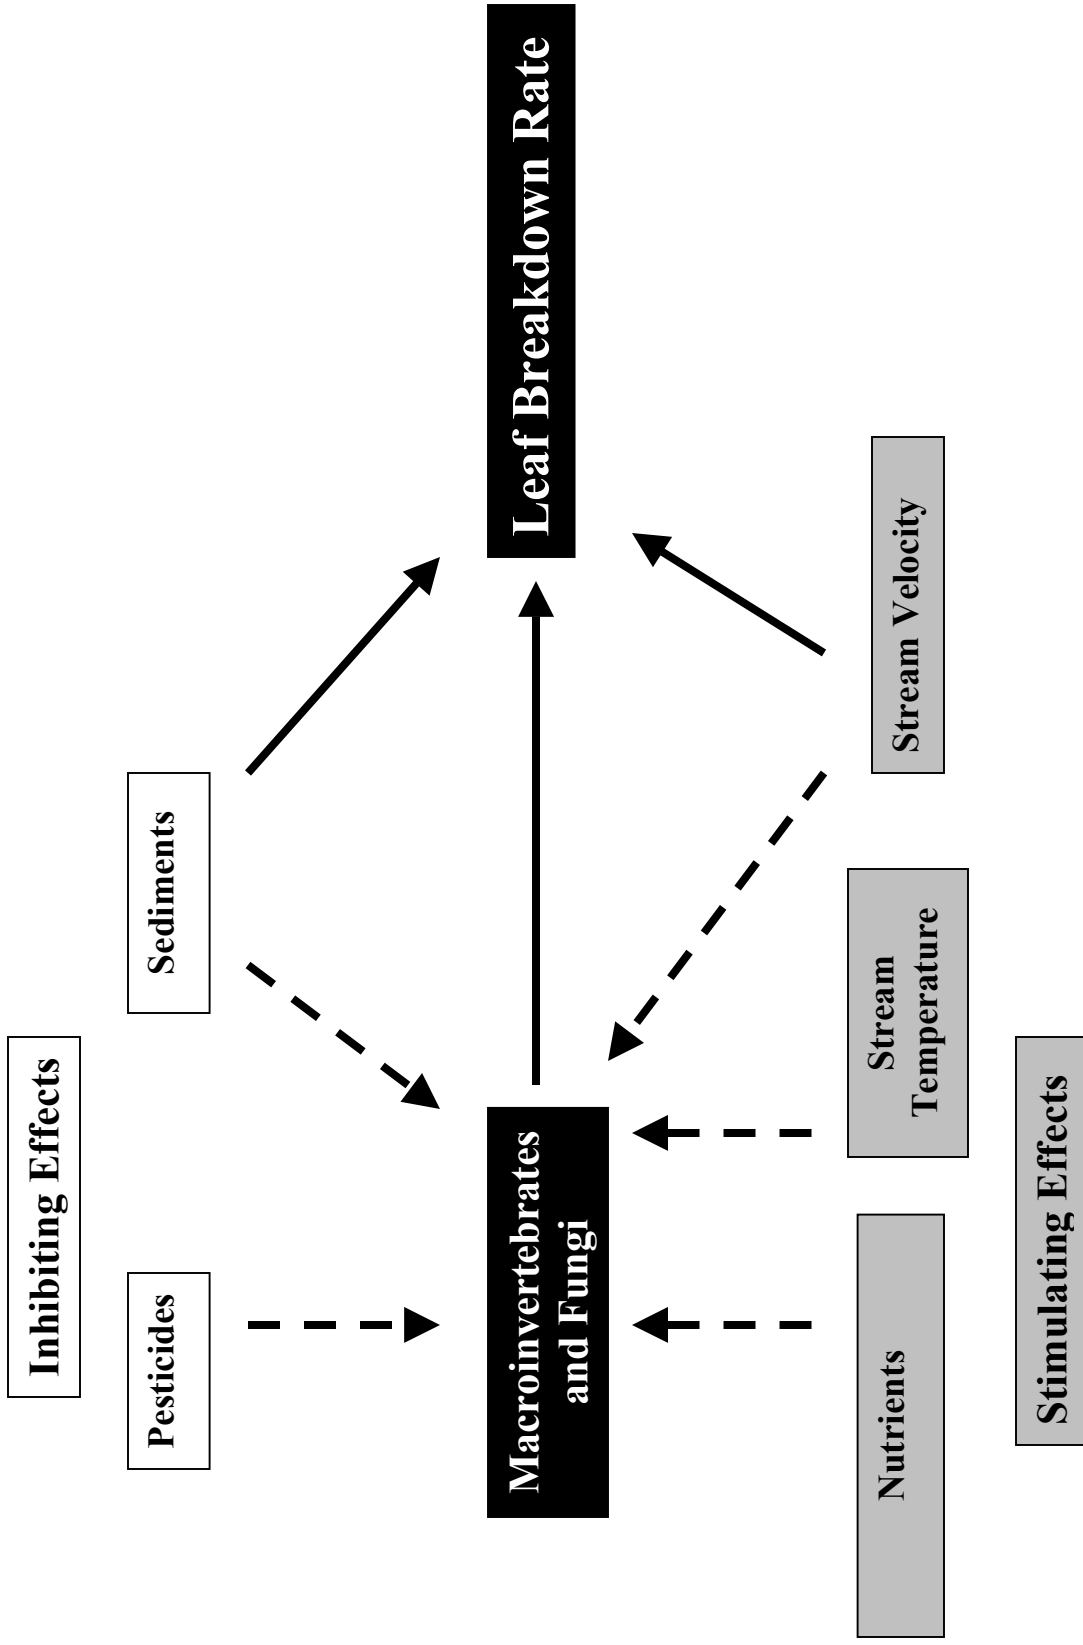 Inhibiting Effects
Pesticides
Sediments
Macroinvertebrates
and Fungi
Leaf Breakdown Rate
Nutrients
Stream
Temperature
Stream Velocity
Stimulating Effects